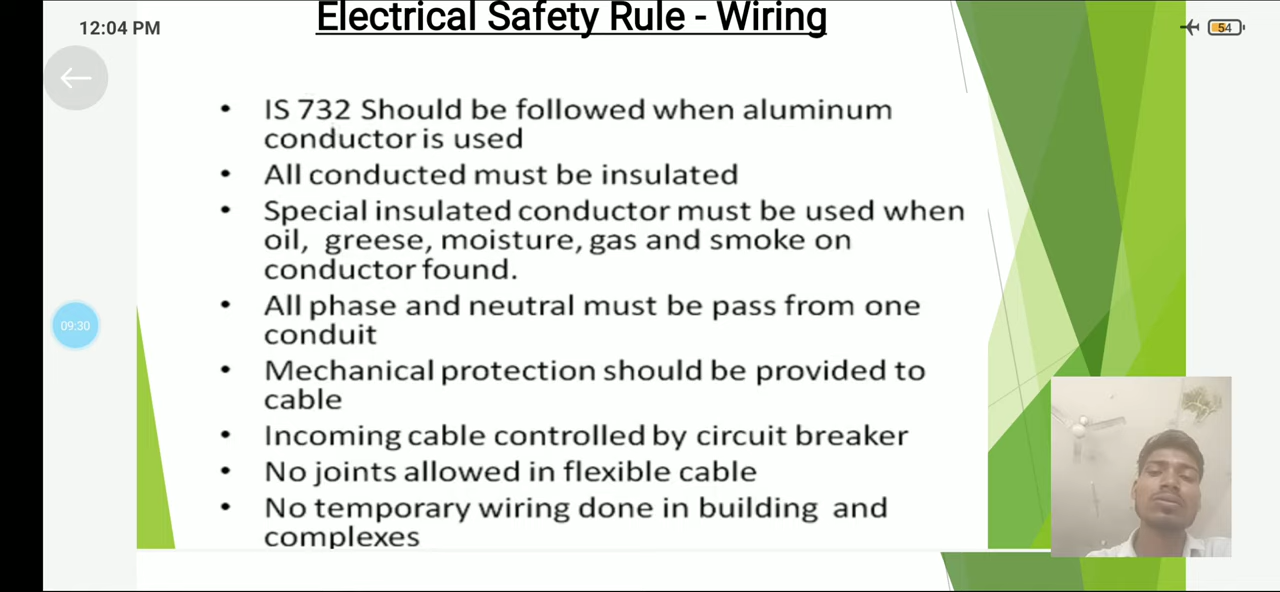 Electrical Safety Rule - Wiring
12:04 PM
54
• IS 732 Should be followed when aluminum
conductor is used
• All conducted must be insulated
• Special insulated conductor must be used when
oil, greese, moisture, gas and smoke on
conductor found.
• All phase and neutral must be pass from one
conduit
09:30
• Mechanical protection should be provided to
cable
• Incoming cable controlled by circuit breaker
• No joints allowed in flexible cable
• No temporary wiring done in building and
complexes